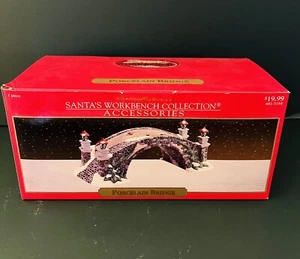 PORCELAIN BRIDGE
SANTA'S WORKBENCH COLLECTION®
ACCESSORIES
$19.99
PORCELAIN BRIDGE